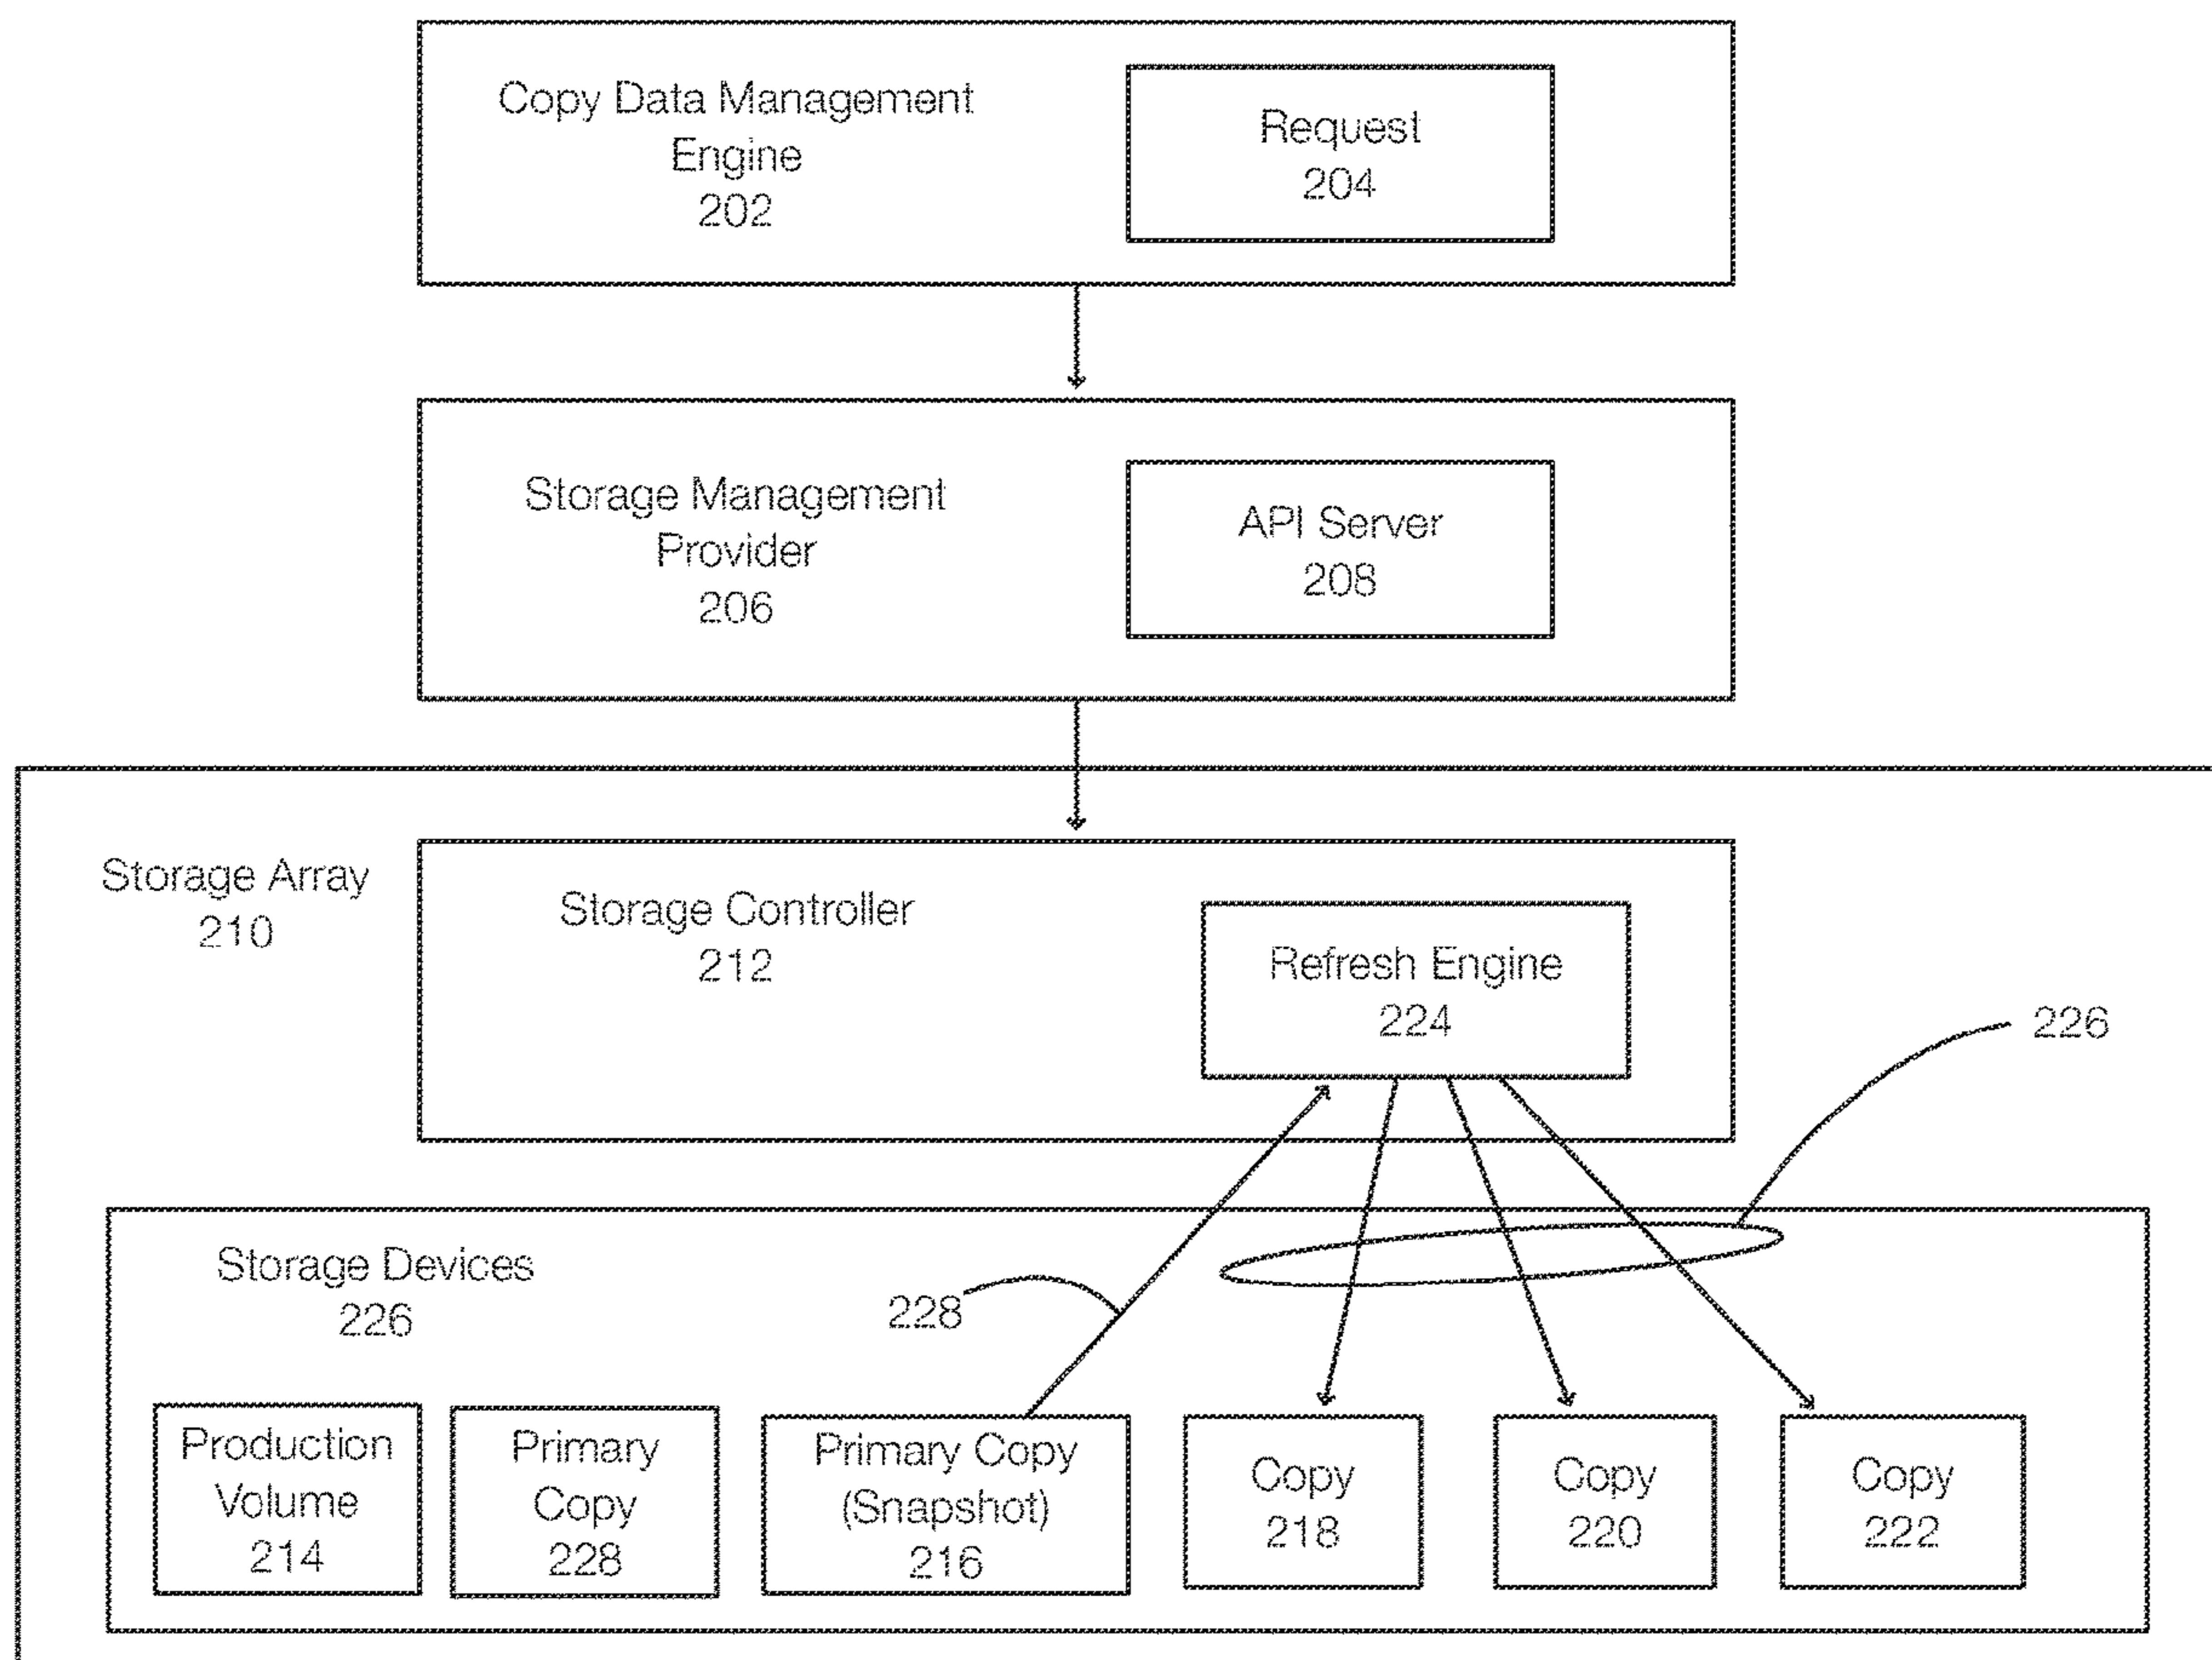 Copy Data Management
Engine
202
Request
204
Storage Management
Provider
206
API Server
208
Storage Array
210
Storage Controller
212
Refresh Engine
224
226
Storage Devices
226
228
Production
Volume
214
Primary
Copy
228
Primary Copy
(Snapshot)
216
Copy
218
Copy
220
Copy
222